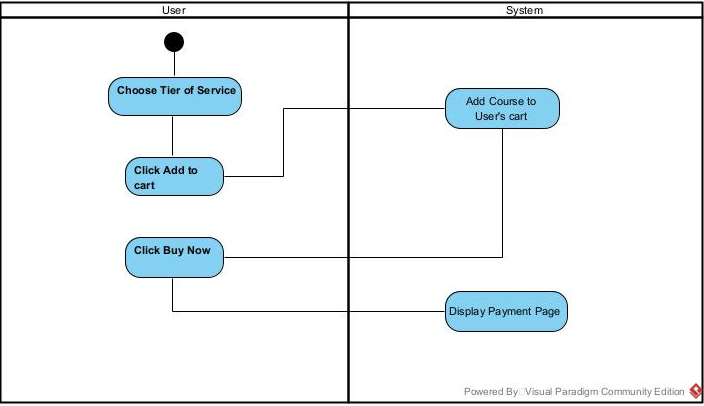 User
System
Choose Tier of Service
Add Course to
User's cart
Click Add to
cart
Click Buy Now
Display Payment Page
Powered By Visual Paradigm Community Edition